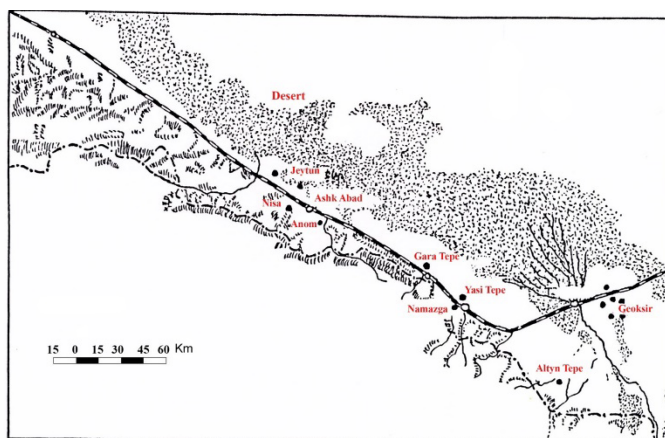 Desert
Jeytun
Ashk Abad
Nisa
Anom
Gara Tepe
Yasi Tepe
Namazga
Geoksir
Altyn Tepe
15 0 15 30 45 60 Km